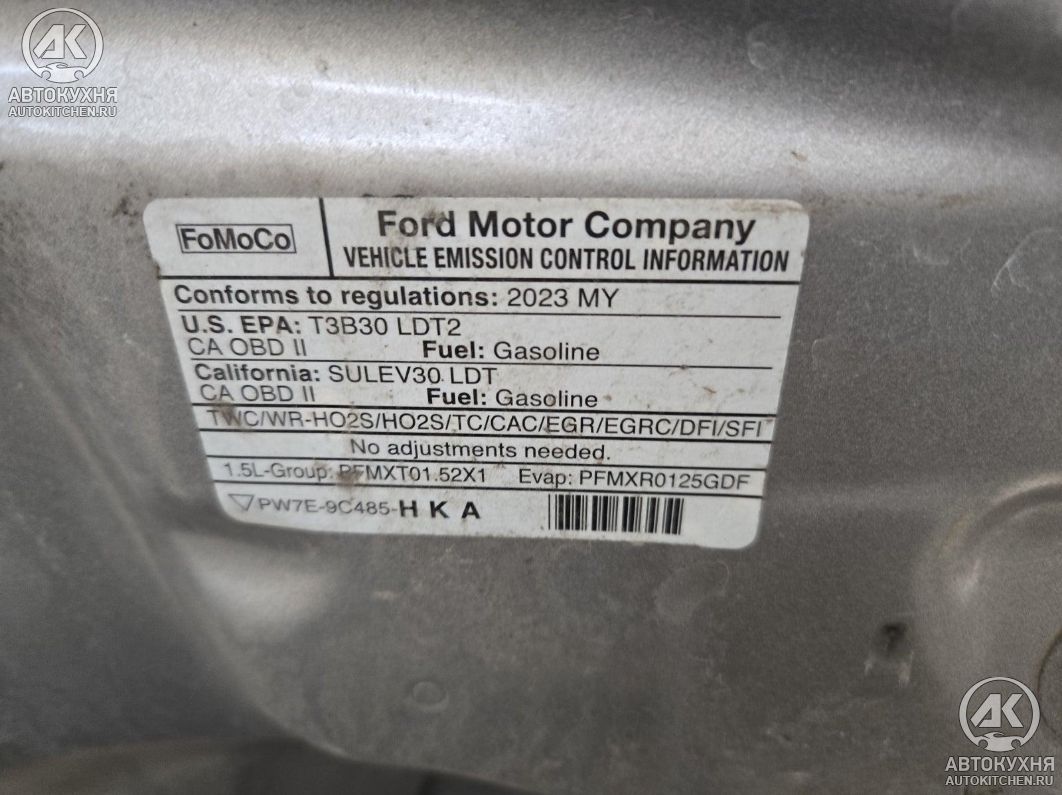 АК
АВТОКУХНЯ
AUTOKITCHEN.RU
FoMoCo
Ford Motor Company
VEHICLE EMISSION CONTROL INFORMATION
Conforms to regulations: 2023 MY
U.S. EPA: T3B30 LDT2
CA OBD II Fuel: Gasoline
California: SULEV30 LDT
CA OBD II Fuel: Gasoline
TWC/WR-HO2S/HO2S/TC/CAC/EGR/EGRC/DFI/SFI
No adjustments needed.
1.5L-Group: PFMXT01.52X1 Evap: PFMXR0125GDF
PW7E-9C485-H K A
АК
АВТОКУХНЯ
AUTOKITCHEN.RU